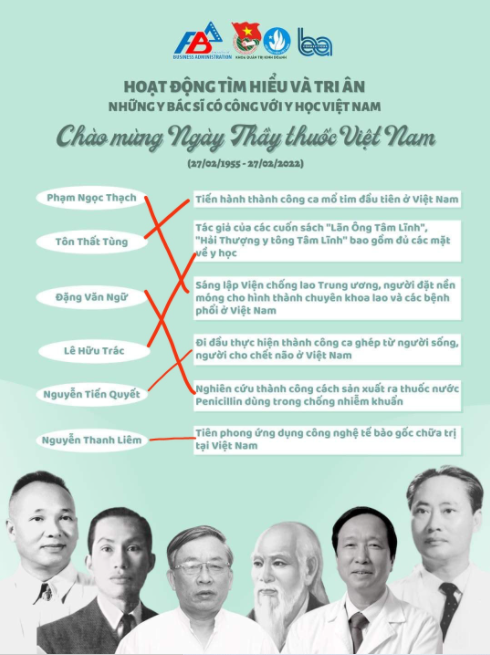 FBA
BUSINESS ADMINISTRATION
KHOA QUẢN TRỊ KINH DOANH
ba
HOẠT ĐỘNG TÌM HIỂU VÀ TRI ÂN
NHỮNG Y BÁC SĨ CÓ CÔNG VỚI Y HỌC VIỆT NAM
Chào mừng Ngày Thầy thuốc Việt Nam
(27/02/1955 - 27/02/2022)
Phạm Ngọc Thạch
Tiến hành thành công ca mổ tim đầu tiên ở Việt Nam
Tôn Thất Tùng
Tác giả của các cuốn sách "Lãn Ông Tâm Lĩnh",
"Hải Thượng y tông Tâm Lĩnh" bao gồm đủ các mặt
về y học
Đặng Văn Ngữ
Sáng lập Viện chống lao Trung ương, người đặt nền
móng cho hình thành chuyên khoa lao và các bệnh
phổi ở Việt Nam
Lê Hữu Trác
Đi đầu thực hiện thành công ca ghép từ người sống,
người cho chết não ở Việt Nam
Nguyễn Tiến Quyết
Nghiên cứu thành công cách sản xuất ra thuốc nước
Penicillin dùng trong chống nhiễm khuẩn
Nguyễn Thanh Liêm
Tiên phong ứng dụng công nghệ tế bào gốc chữa trị
tại Việt Nam